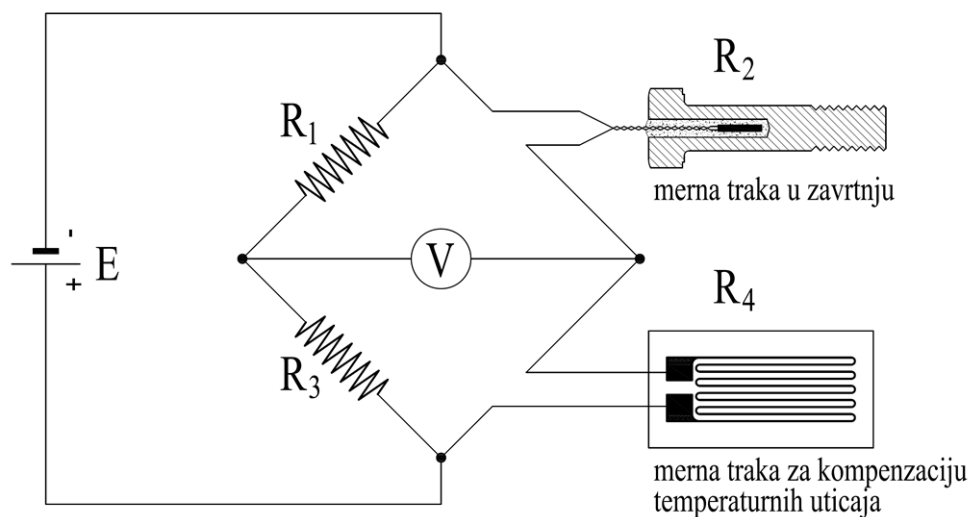 R₂
R₁
merna traka u zavrtnju
-
E
+
V
R₄
R₃
merna traka za kompenzaciju
temperaturnih uticaja